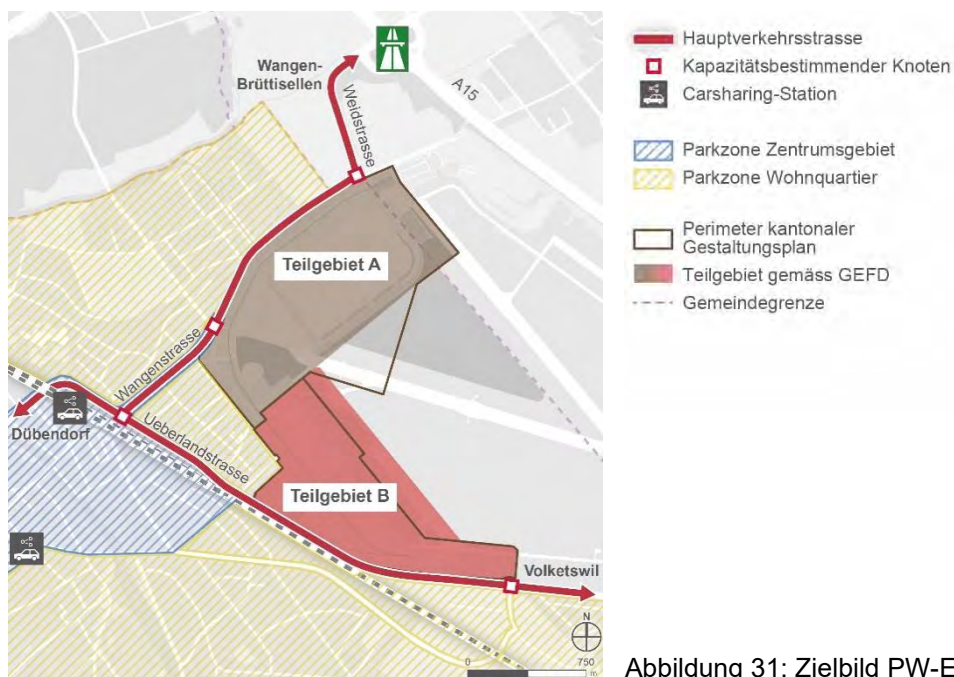 Wangen-
Brüttisellen
Weidstrasse
A15
Teilgebiet A
Wangenstrasse
Dübendorf
Ueberlandstrasse
Teilgebiet B
Volketswil
N
0
750
m
Hauptverkehrsstrasse
Kapazitätsbestimmender Knoten
Carsharing-Station
Parkzone Zentrumsgebiet
Parkzone Wohnquartier
Perimeter kantonaler
Gestaltungsplan
Teilgebiet gemäss GEFD
Gemeindegrenze
Abbildung 31: Zielbild PW-E